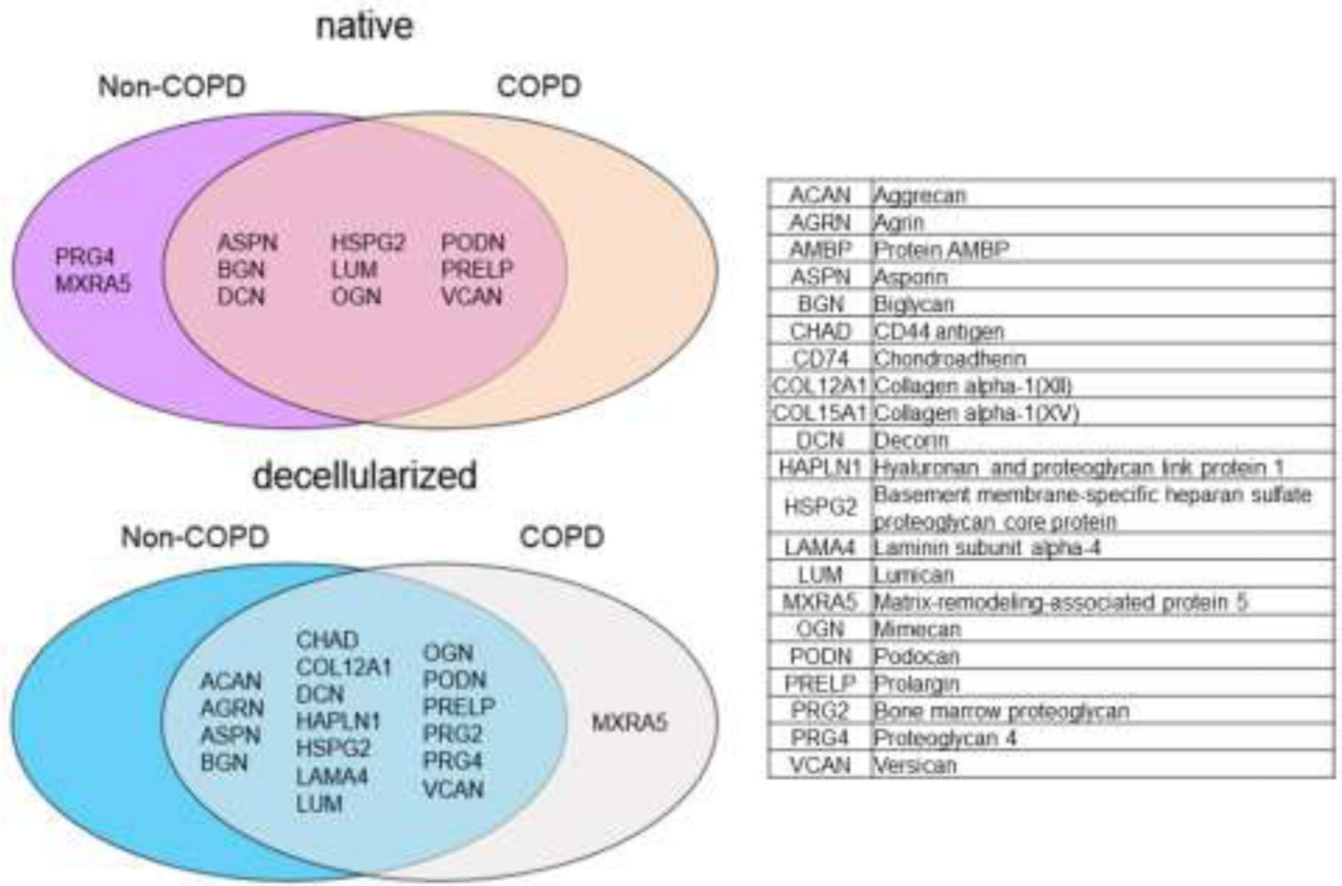 native
Non-COPD COPD
PRG4
MXRA5
ASPN HSPG2 PODN
BGN LUM PRELP
DCN OGN VCAN
decellularized
Non-COPD COPD
ACAN
AGRN
ASPN
BGN
CHAD
COL12A1
DCN
HAPLN1
HSPG2
LAMA4
LUM
OGN
PODN
PRELP
PRG2
PRG4
VCAN
MXRA5
ACAN Aggrecan
AGRN Agrin
AMBP Protein AMBP
ASPN Asporin
BGN Biglycan
CHAD CD44 antigen
CD74 Chondroadherin
COL12A1 Collagen alpha-1(XII)
COL15A1 Collagen alpha-1(XV)
DCN Decorin
HAPLN1 Hyaluronan and proteoglycan link protein 1
HSPG2 Basement membrane-specific heparan sulfate
proteoglycan core protein
LAMA4 Laminin subunit alpha-4
LUM Lumican
MXRA5 Matrix-remodeling-associated protein 5
OGN Mimecan
PODN Podocan
PRELP Prolargin
PRG2 Bone marrow proteoglycan
PRG4 Proteoglycan 4
VCAN Versican